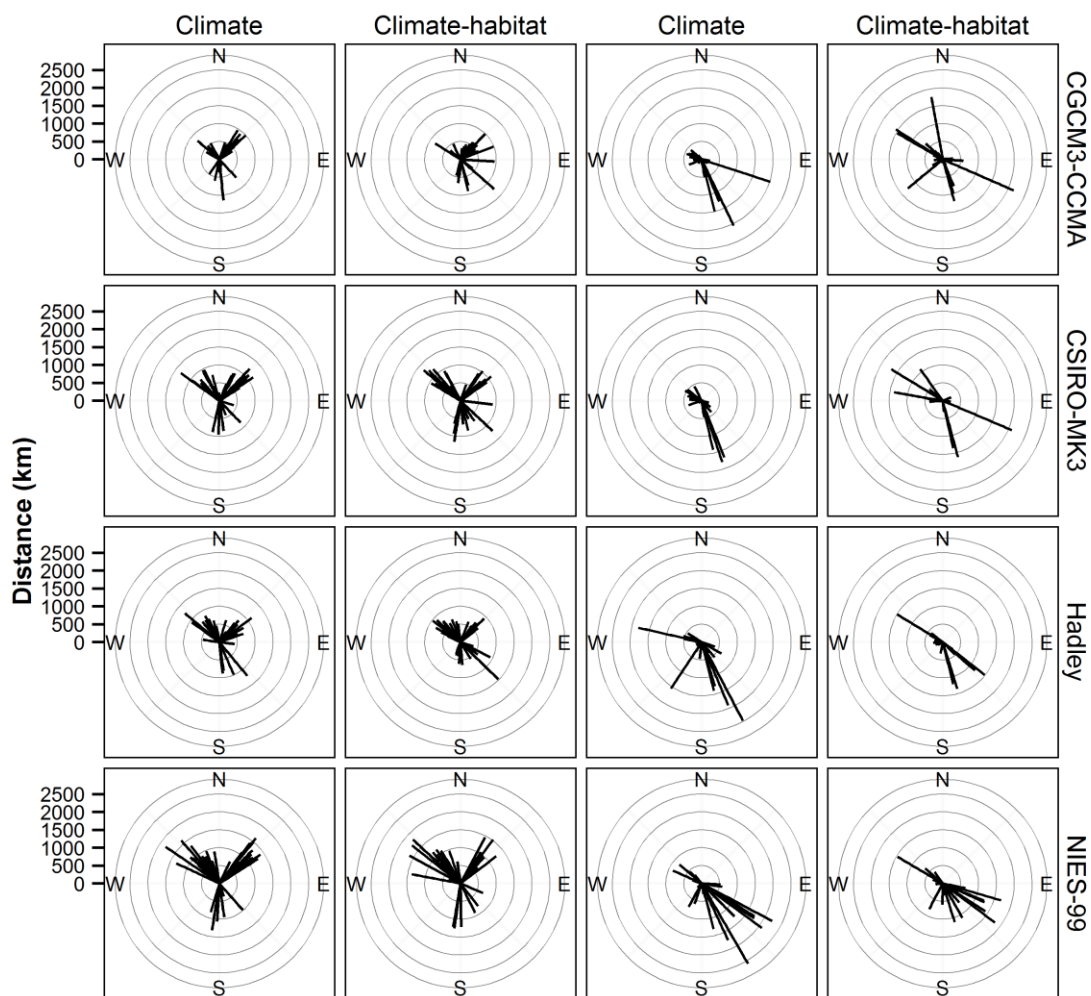 Climate Climate-habitat Climate Climate-habitat
Distance (km)
2500
2000
1500
1000
500
0
N
W
E
S
N
W
E
S
N
W
E
S
N
W
E
S
CGCM3-CCMA
2500
2000
1500
1000
500
0
N
W
E
S
N
W
E
S
N
W
E
S
N
W
E
S
CSIRO-MK3
2500
2000
1500
1000
500
0
N
W
E
S
N
W
E
S
N
W
E
S
N
W
E
S
Hadley
2500
2000
1500
1000
500
0
N
W
E
S
N
W
E
S
N
W
E
S
N
W
E
S
NIES-99